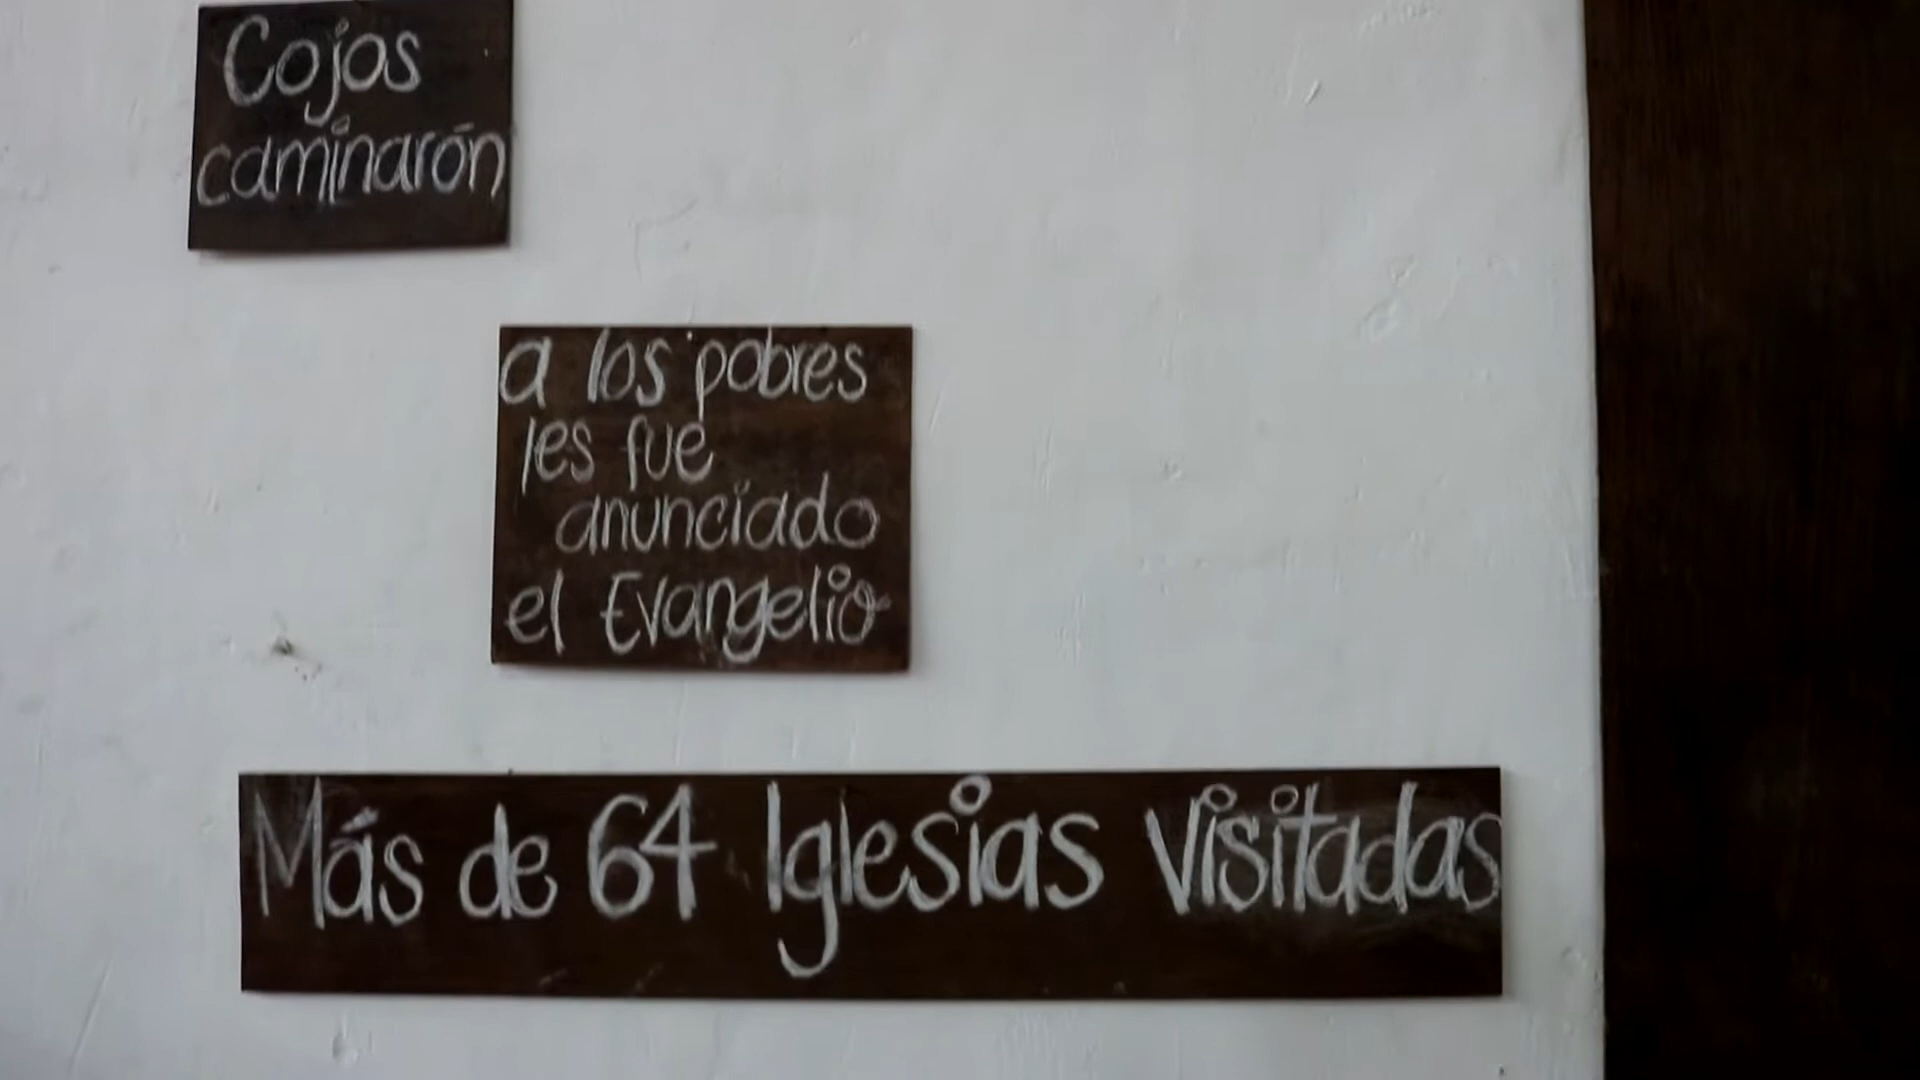 Cojos
caminarón
a los pobres
les fue
anunciado
el Evangelio
Más de 64 Iglesias Visitadas